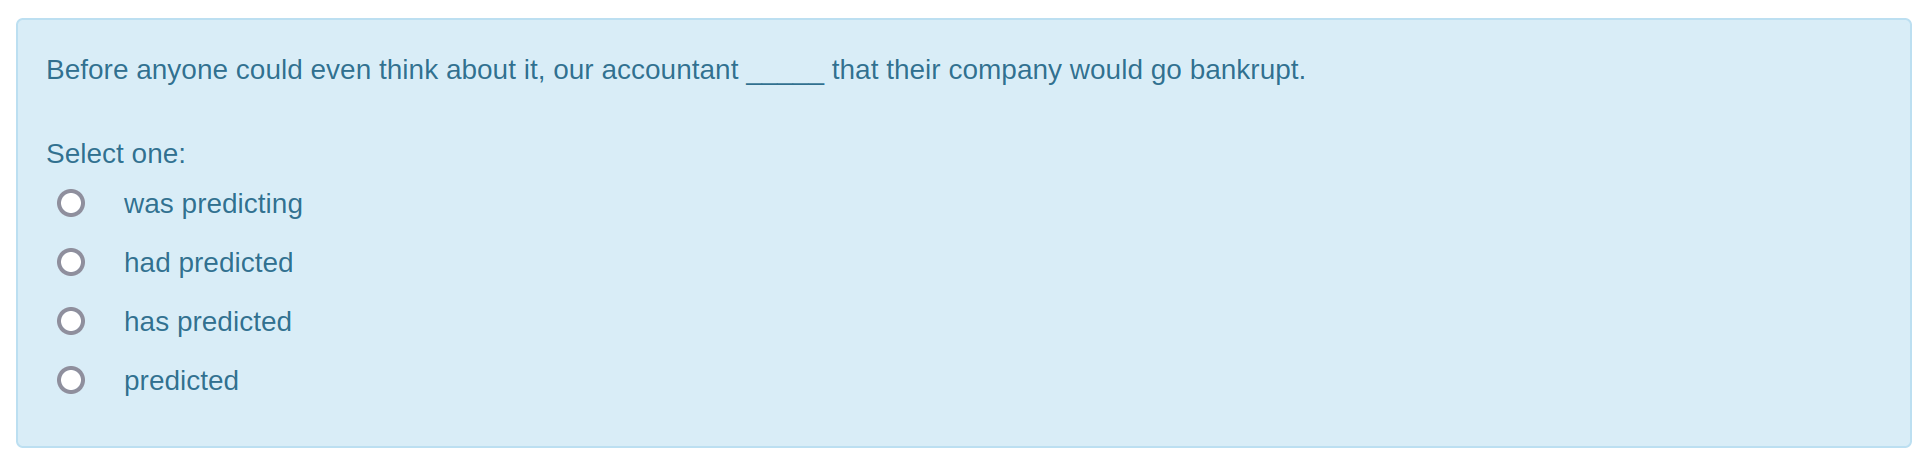 Before anyone could even think about it, our accountant _____ that their company would go bankrupt.
Select one:
was predicting
had predicted
has predicted
predicted